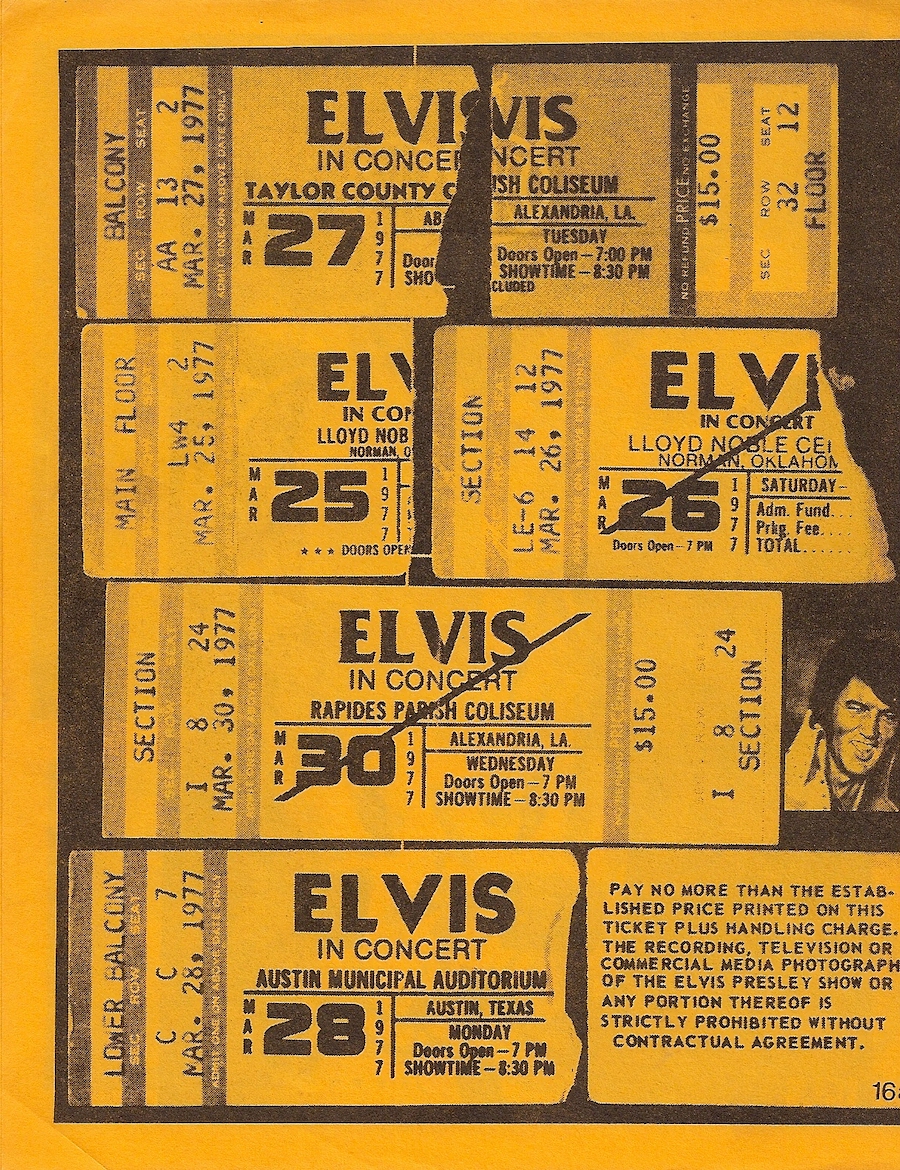 BALCONY
SEC ROW SEAT
AA 13 2
MAR. 27, 1977
ADMIT ONE ON ABOVE DATE ONLY
ELVIS
IN CONCER
TAYLOR COUNTY C
MAR 27 1977
AB
Door
SHO
VIS
NCERT
ISH COLISEUM
ALEXANDRIA, LA.
TUESDAY
Doors Open – 7:00 PM
SHOWTIME – 8:30 PM
CLUDED
NO REFUND PRICE NO EXCHANGE
$15.00
SEC ROW SEAT
32 12
FLOOR
MAIN FLOOR
LW4 2
MAR. 25, 1977
ELV
IN CON
LLOYD NOB
NORMAN, O
MAR 25 1977
★ ★ ★ DOORS OPEN
SECTION
LE-6 14 12
MAR. 26, 1977
ELVI
IN CONCERT
LLOYD NOBLE CEI
NORMAN, OKLAHOM
MAR 26 1977
Doors Open – 7 PM
SATURDAY –
Adm. Fund....
Prkg. Fee....
TOTAL......
SECTION
I 8 24
MAR. 30, 1977
ELVIS
IN CONCERT
RAPIDES PARISH COLISEUM
MAR 30 1977
ALEXANDRIA, LA.
WEDNESDAY
Doors Open – 7 PM
SHOWTIME – 8:30 PM
$15.00
I 8 24
SECTION
LOWER BALCONY
SEC ROW SEAT
C C 7
MAR. 28, 1977
ADMIT ONE ON ABOVE DATE ONLY
ELVIS
IN CONCERT
AUSTIN MUNICIPAL AUDITORIUM
MAR 28 1977
AUSTIN, TEXAS
MONDAY
Doors Open – 7 PM
SHOWTIME – 8:30 PM
PAY NO MORE THAN THE ESTAB-
LISHED PRICE PRINTED ON THIS
TICKET PLUS HANDLING CHARGE.
THE RECORDING, TELEVISION OR
COMMERCIAL MEDIA PHOTOGRAPH
OF THE ELVIS PRESLEY SHOW OR
ANY PORTION THEREOF IS
STRICTLY PROHIBITED WITHOUT
CONTRACTUAL AGREEMENT.
16